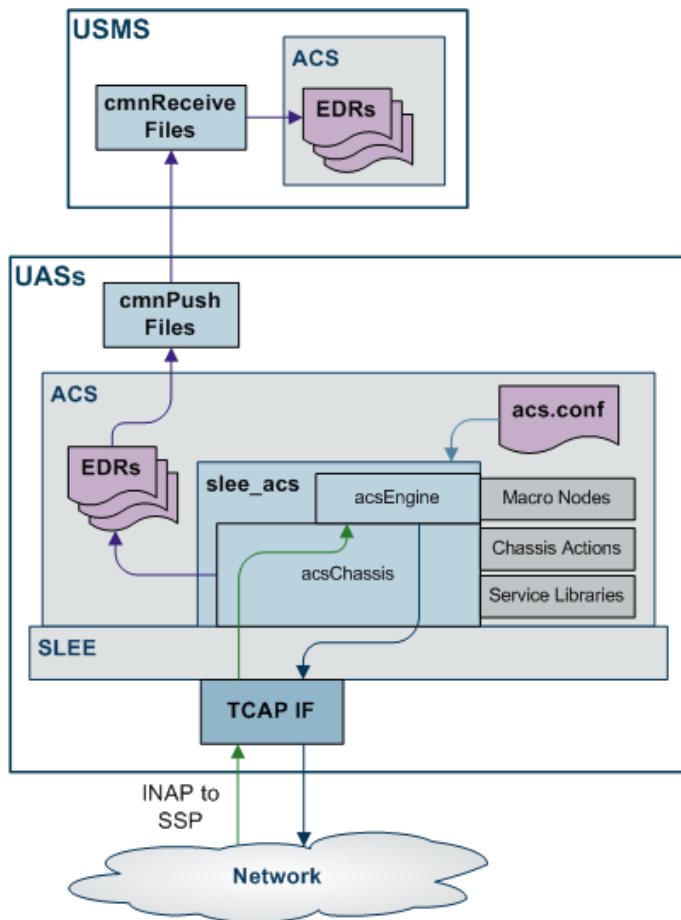 USMS
ACS
cmnReceive
Files
EDRs
UASs
cmnPush
Files
ACS
acs.conf
EDRs
slee_acs
acsEngine
Macro Nodes
acsChassis
Chassis Actions
Service Libraries
SLEE
TCAP IF
INAP to
SSP
Network